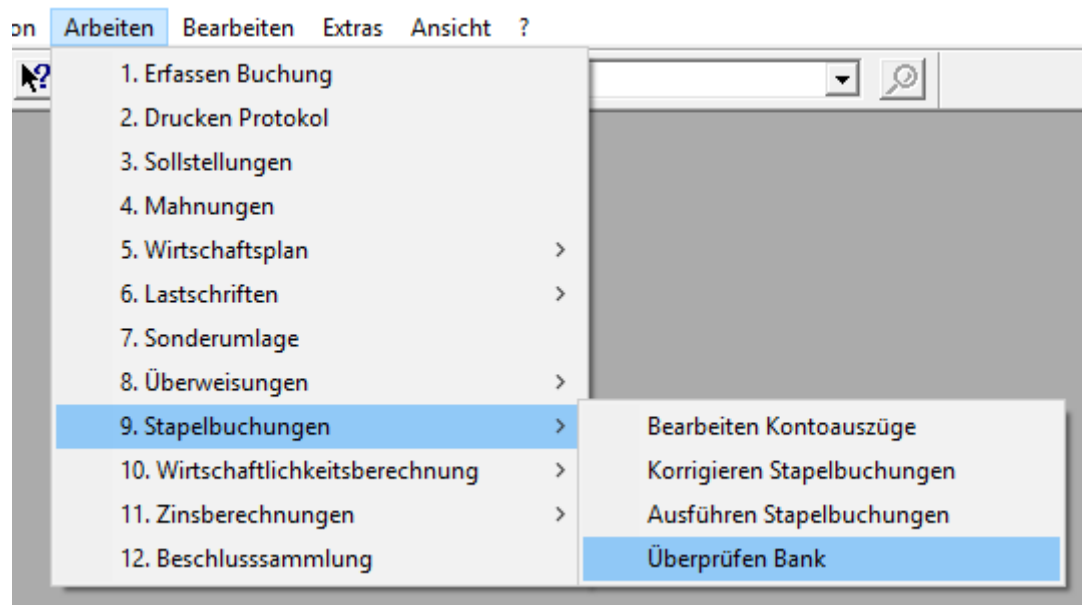 on Arbeiten Bearbeiten Extras Ansicht ?
?
1. Erfassen Buchung
2. Drucken Protokol
3. Sollstellungen
4. Mahnungen
5. Wirtschaftsplan >
6. Lastschriften >
7. Sonderumlage
8. Überweisungen >
9. Stapelbuchungen >
10. Wirtschaftlichkeitsberechnung >
11. Zinsberechnungen >
12. Beschlusssammlung
Bearbeiten Kontoauszüge
Korrigieren Stapelbuchungen
Ausführen Stapelbuchungen
Überprüfen Bank